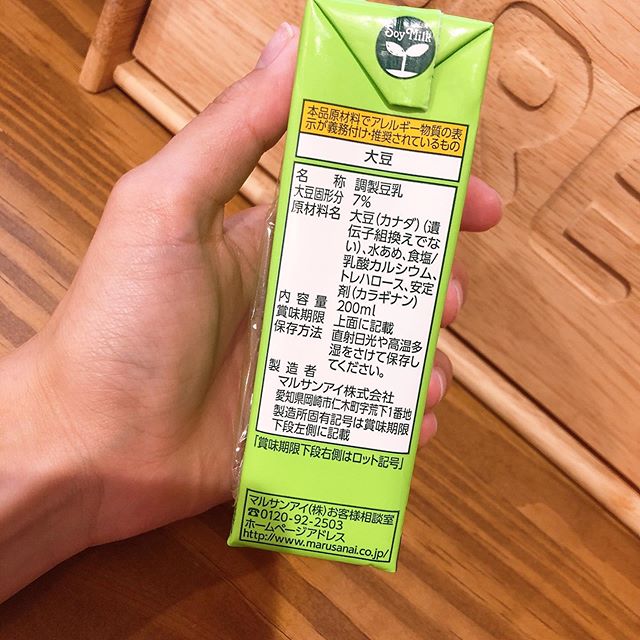 Soy Milk
本品原材料でアレルギー物質の表
示が義務付け・推奨されているもの
大豆
名 称 調製豆乳
大豆固形分 7%
原材料名 大豆(カナダ)(遺
伝子組換えでな
い)、水あめ、食塩/
乳酸カルシウム、
トレハロース、安定
剤(カラギナン)
内容量 200ml
賞味期限 上面に記載
保存方法 直射日光や高温多
湿をさけて保存し
てください。
製造者
マルサンアイ株式会社
愛知県岡崎市仁木町字荒下1番地
製造所固有記号は賞味期限
下段左側に記載
「賞味期限下段右側はロット記号」
マルサンアイ(株)お客様相談室
☎0120-92-2503
ホームページアドレス
http://www.marusanai.co.jp/